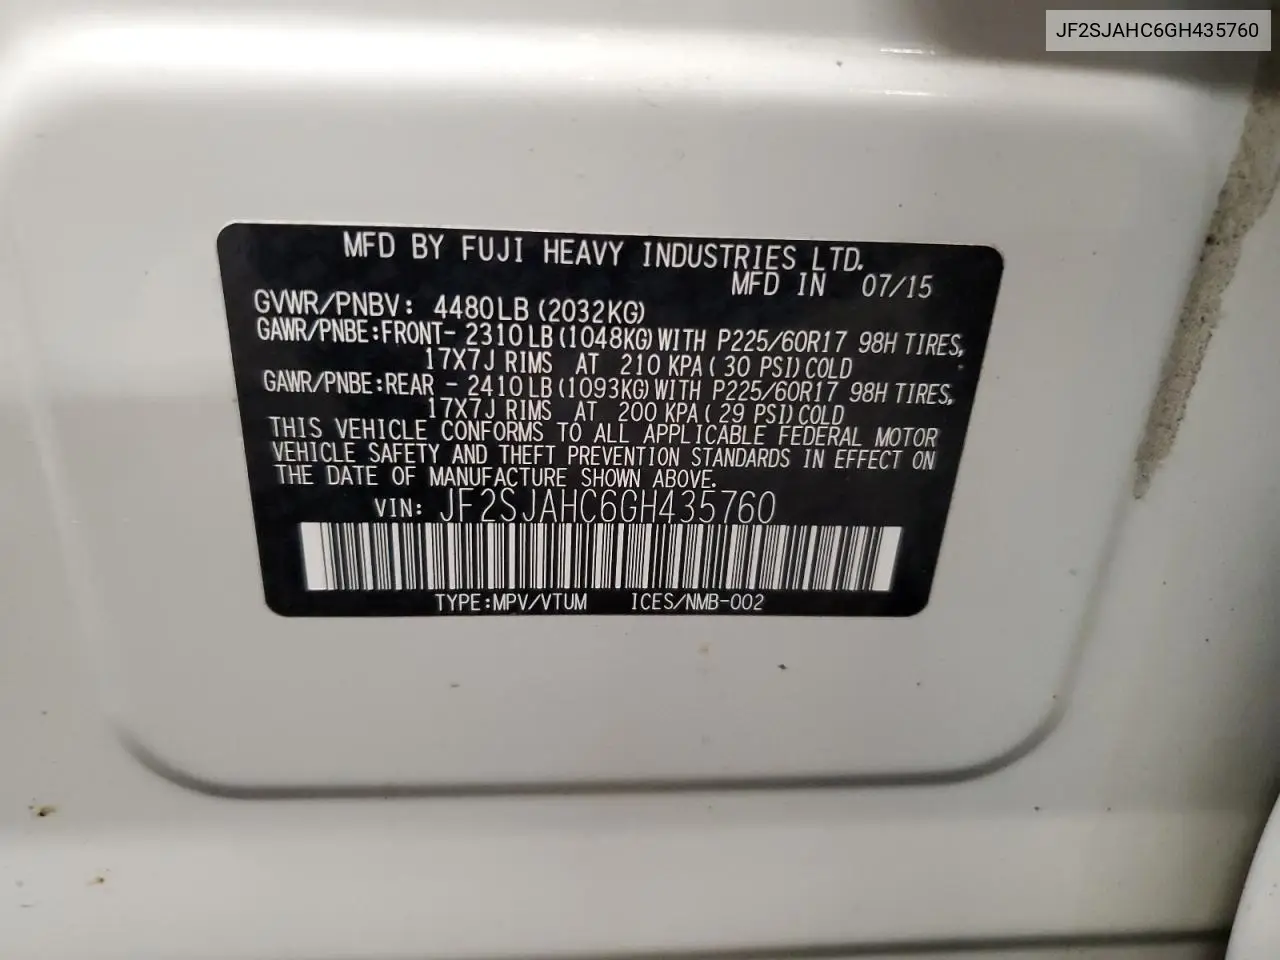 JF2SJAHC6GH435760
MFD BY FUJI HEAVY INDUSTRIES LTD.
MFD IN 07/15
GVWR/PNBV: 4480LB (2032KG)
GAWR/PNBE:FRONT- 2310LB (1048KG) WITH P225/60R17 98H TIRES,
17X7J RIMS AT 210 KPA ( 30 PSI) COLD
GAWR/PNBE:REAR - 2410LB (1093KG) WITH P225/60R17 98H TIRES,
17X7J RIMS AT 200 KPA ( 29 PSI) COLD
THIS VEHICLE CONFORMS TO ALL APPLICABLE FEDERAL MOTOR
VEHICLE SAFETY AND THEFT PREVENTION STANDARDS IN EFFECT ON
THE DATE OF MANUFACTURE SHOWN ABOVE.
VIN: JF2SJAHC6GH435760
TYPE:MPV/VTUM ICES/NMB-002